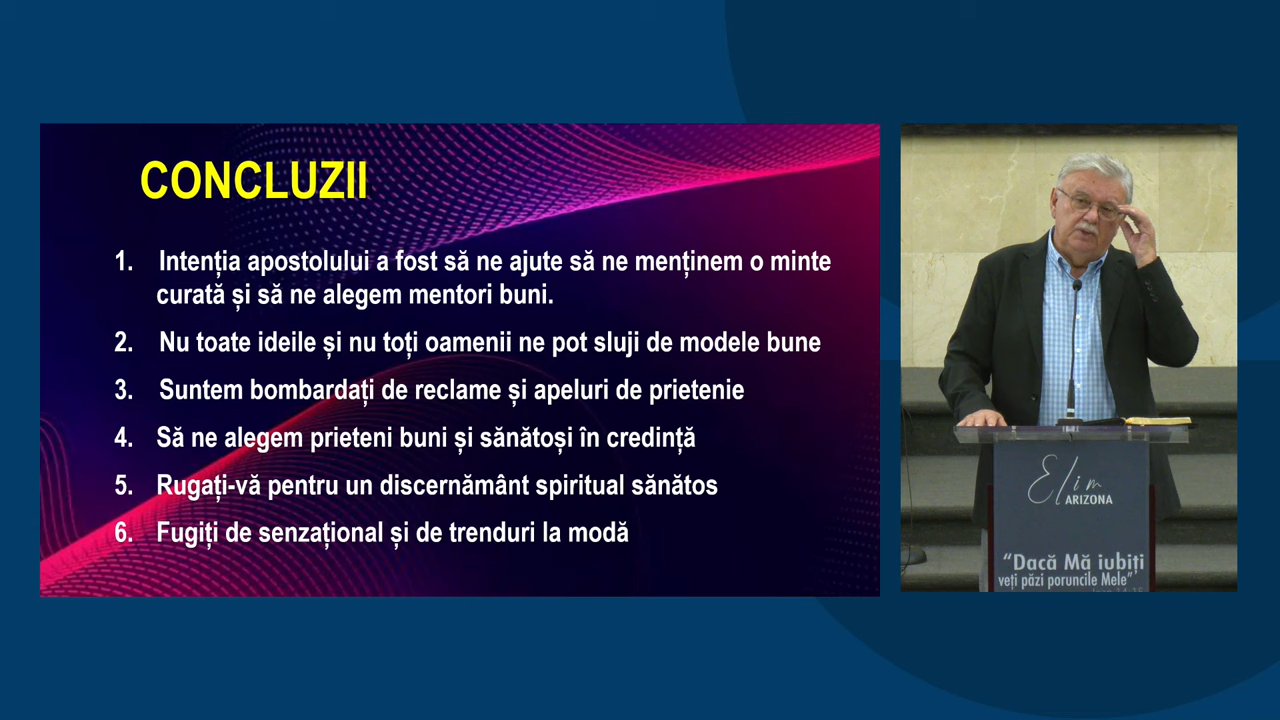 CONCLUZII
1. Intenția apostolului a fost să ne ajute să ne menținem o minte
curată și să ne alegem mentori buni.
2. Nu toate ideile și nu toți oamenii ne pot sluji de modele bune
3. Suntem bombardați de reclame și apeluri de prietenie
4. Să ne alegem prieteni buni și sănătoși în credință
5. Rugați-vă pentru un discernământ spiritual sănătos
6. Fugiți de senzațional și de trenduri la modă
Elim
ARIZONA
“Dacă Mă iubiți
veți păzi poruncile Mele”